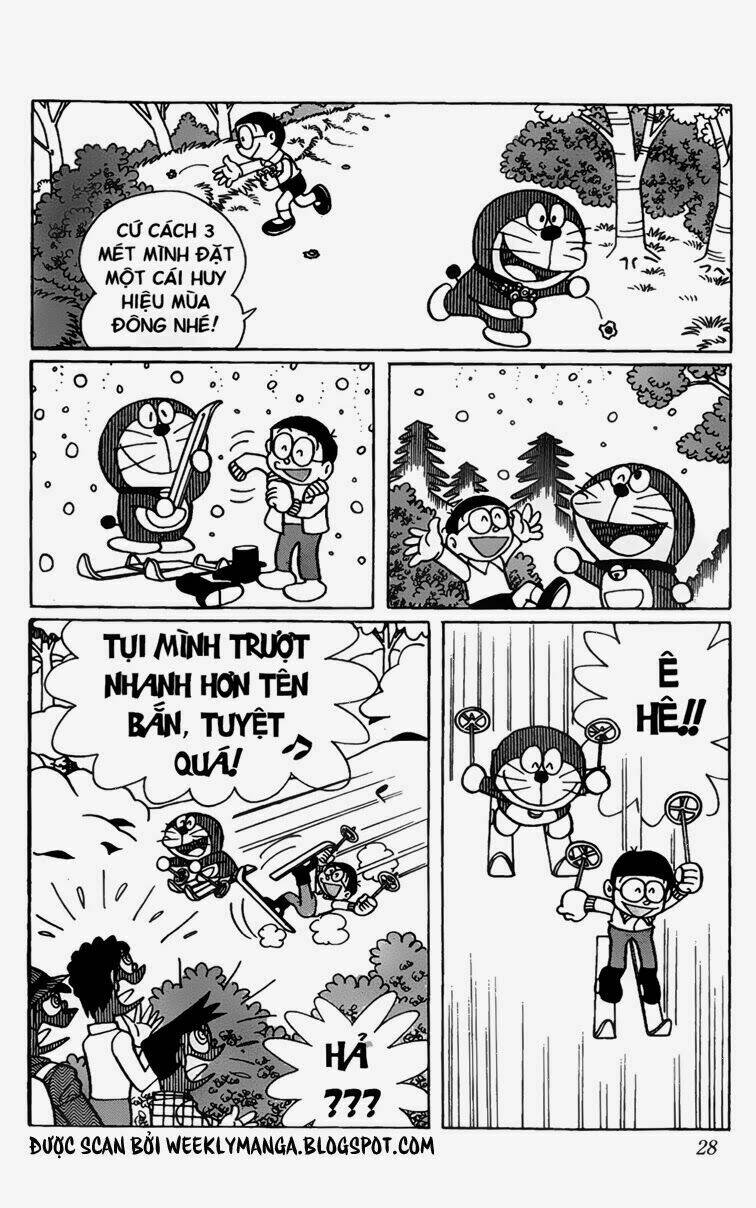 CỨ CÁCH 3
MÉT MÌNH ĐẶT
MỘT CÁI HUY
HIỆU MÙA
ĐÔNG NHÉ!
TỤI MÌNH TRƯỢT
NHANH HƠN TÊN
BẮN, TUYỆT
QUÁ!
Ê
HÊ!!
HẢ
???
ĐƯỢC SCAN BỞI WEEKLYMANGA.BLOGSPOT.COM
28